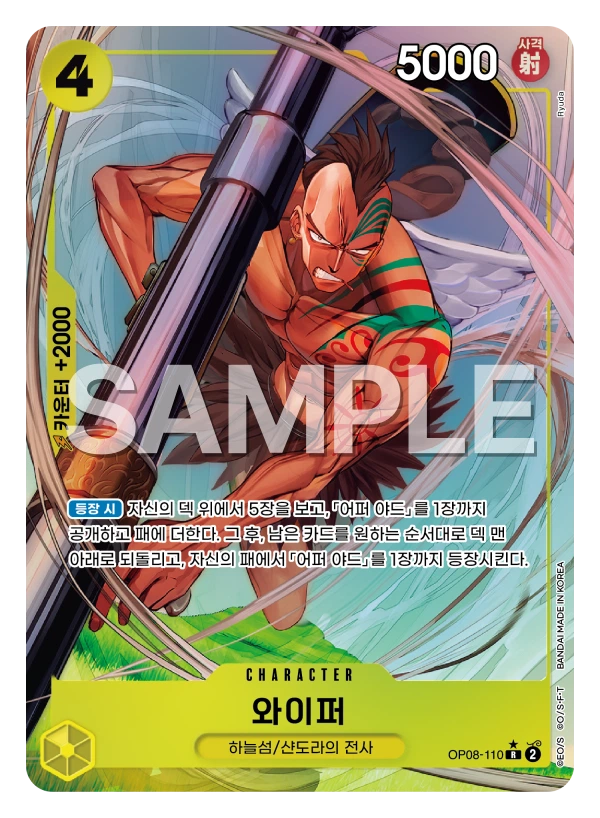 4
5000
사격
射
Ryuda
카운터 +2000
SAMPLE
등장 시 자신의 덱 위에서 5장을 보고, 「어퍼 야드」를 1장까지
공개하고 패에 더한다. 그 후, 남은 카드를 원하는 순서대로 덱 맨
아래로 되돌리고, 자신의 패에서 「어퍼 야드」를 1장까지 등장시킨다.
CHARACTER
와이퍼
하늘섬/샨도라의 전사
OP08-110 ★ R 2
©EO/S ©O/S·F·T BANDAI MADE IN KOREA